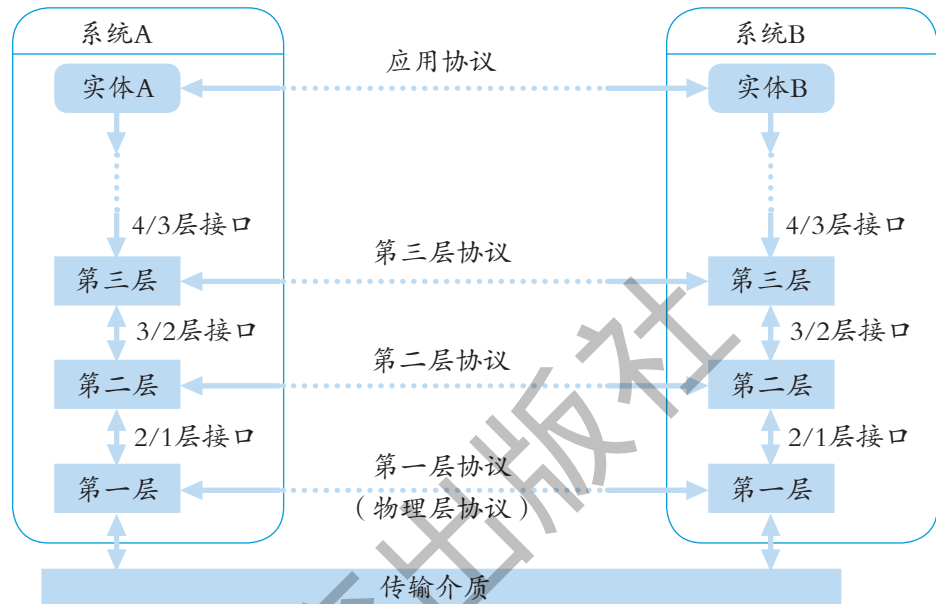 系统A
系统B
应用协议
实体A
实体B
4/3层接口
4/3层接口
第三层协议
第三层
第三层
3/2层接口
3/2层接口
第二层协议
第二层
第二层
2/1层接口
2/1层接口
第一层协议
(物理层协议)
第一层
第一层
传输介质
出版社